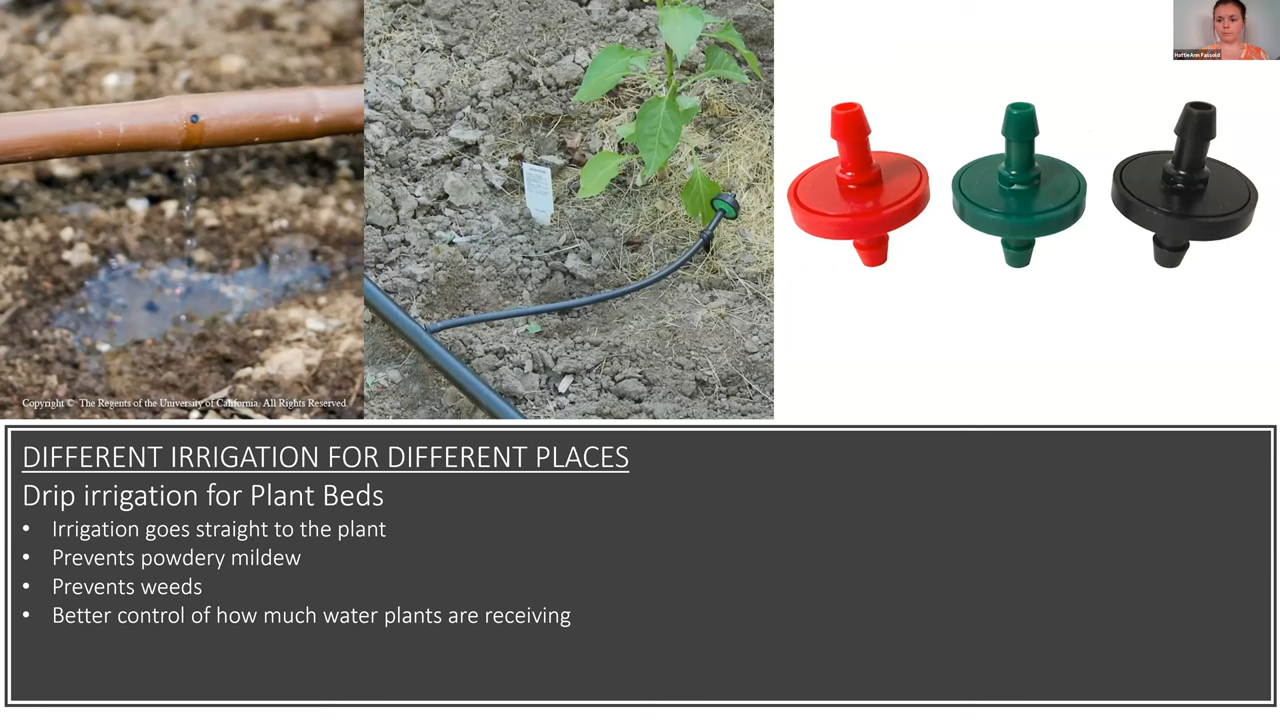 HattieAnn Fassold
Copyright © The Regents of the University of California. All Rights Reserved.
DIFFERENT IRRIGATION FOR DIFFERENT PLACES
Drip irrigation for Plant Beds
• Irrigation goes straight to the plant
• Prevents powdery mildew
• Prevents weeds
• Better control of how much water plants are receiving